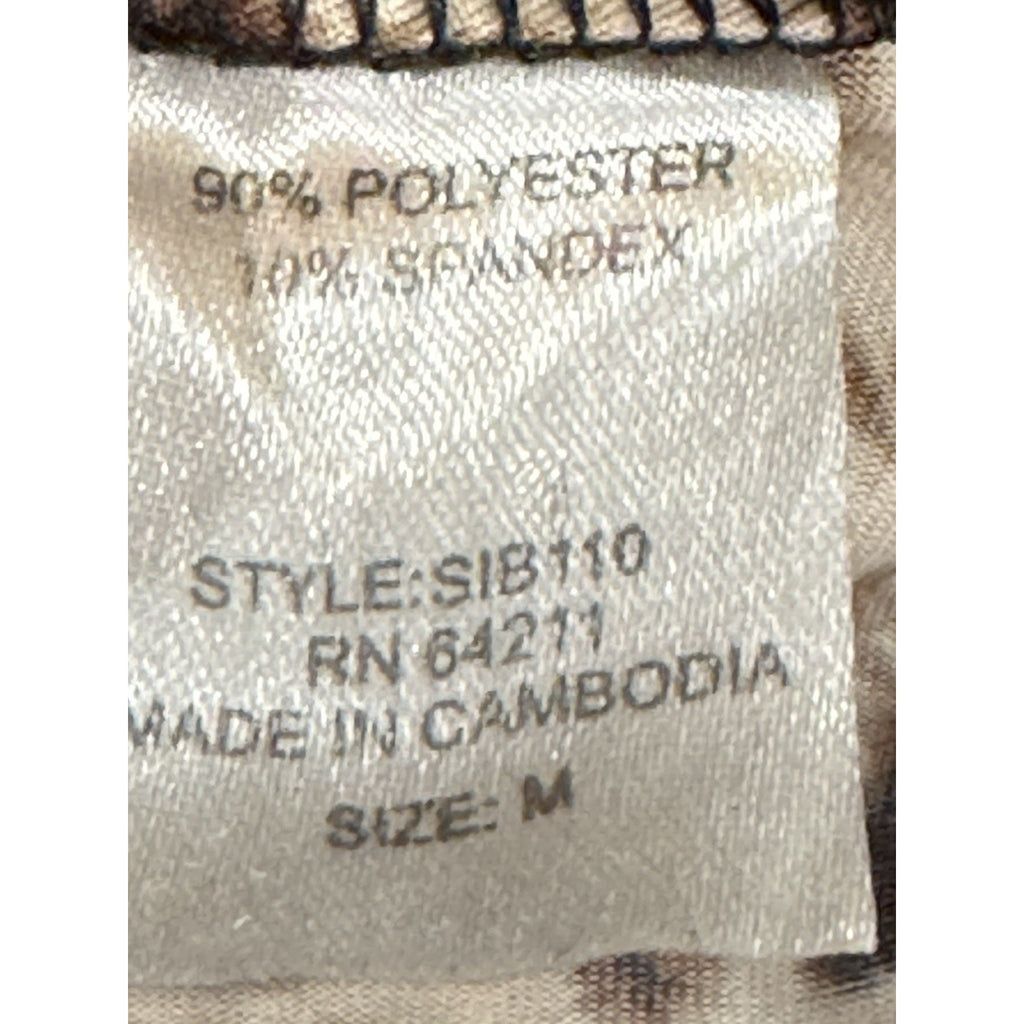 90% POLYESTER
10% SPANDEX
STYLE:SIB110
RN 64211
MADE IN CAMBODIA
SIZE: M